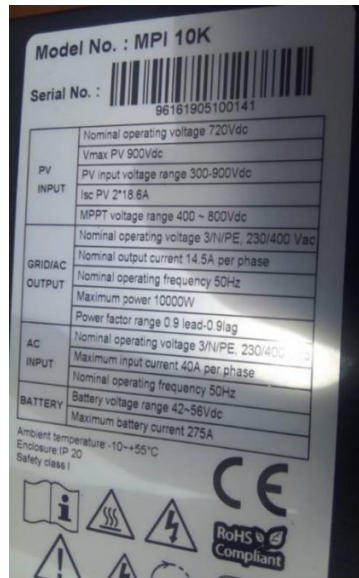 Model No. : MPI 10K
Serial No. :
96161905100141
PV INPUT
Nominal operating voltage 720Vdc
Vmax PV 900Vdc
PV input voltage range 300-900Vdc
Isc PV 2*18.6A
MPPT voltage range 400 ~ 800Vdc
GRID/AC OUTPUT
Nominal operating voltage 3/N/PE, 230/400 Vac
Nominal output current 14.5A per phase
Nominal operating frequency 50Hz
Maximum power 10000W
Power factor range 0.9 lead-0.9lag
AC INPUT
Nominal operating voltage 3/N/PE, 230/400
Maximum input current 40A per phase
Nominal operating frequency 50Hz
BATTERY
Battery voltage range 42~56Vdc
Maximum battery current 275A
Ambient temperature:-10~+55°C
Enclosure:IP 20
Safety class I
CE
i
RoHS
Compliant